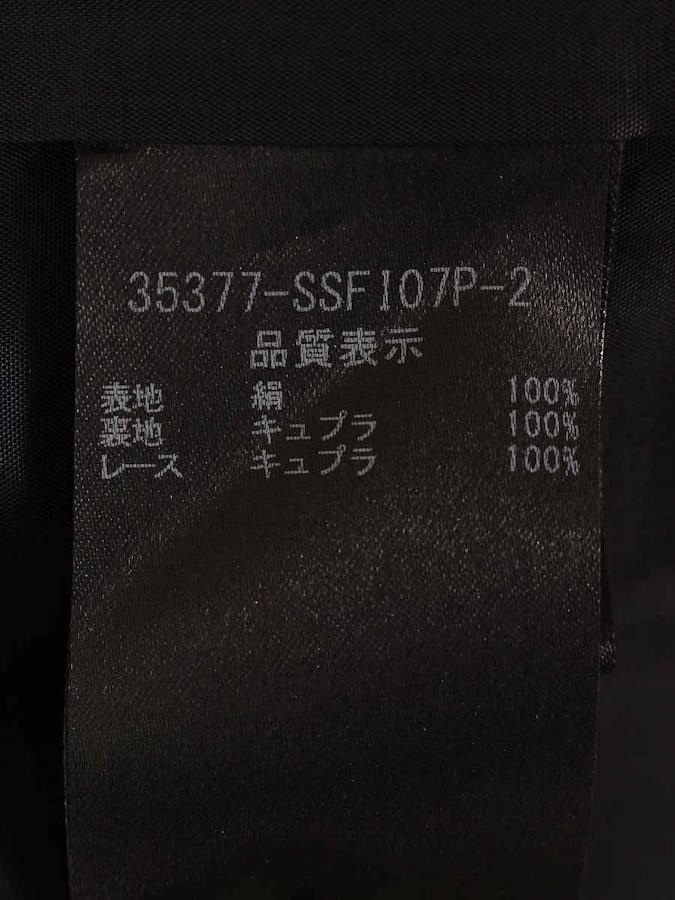 35377-SSFI07P-2
品質表示
表地 絹 100%
裏地 キュプラ 100%
レース キュプラ 100%